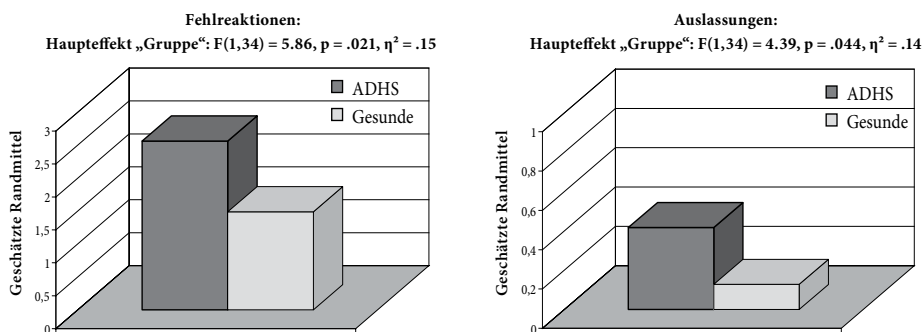 Fehlreaktionen:
Haupteffekt „Gruppe“: F(1,34) = 5.86, p = .021, η² = .15
ADHS
Gesunde
Geschätzte Randmittel
3
2,5
2
1,5
1
0,5
0
Auslassungen:
Haupteffekt „Gruppe“: F(1,34) = 4.39, p = .044, η² = .14
ADHS
Gesunde
Geschätzte Randmittel
1
0,8
0,6
0,4
0,2
0